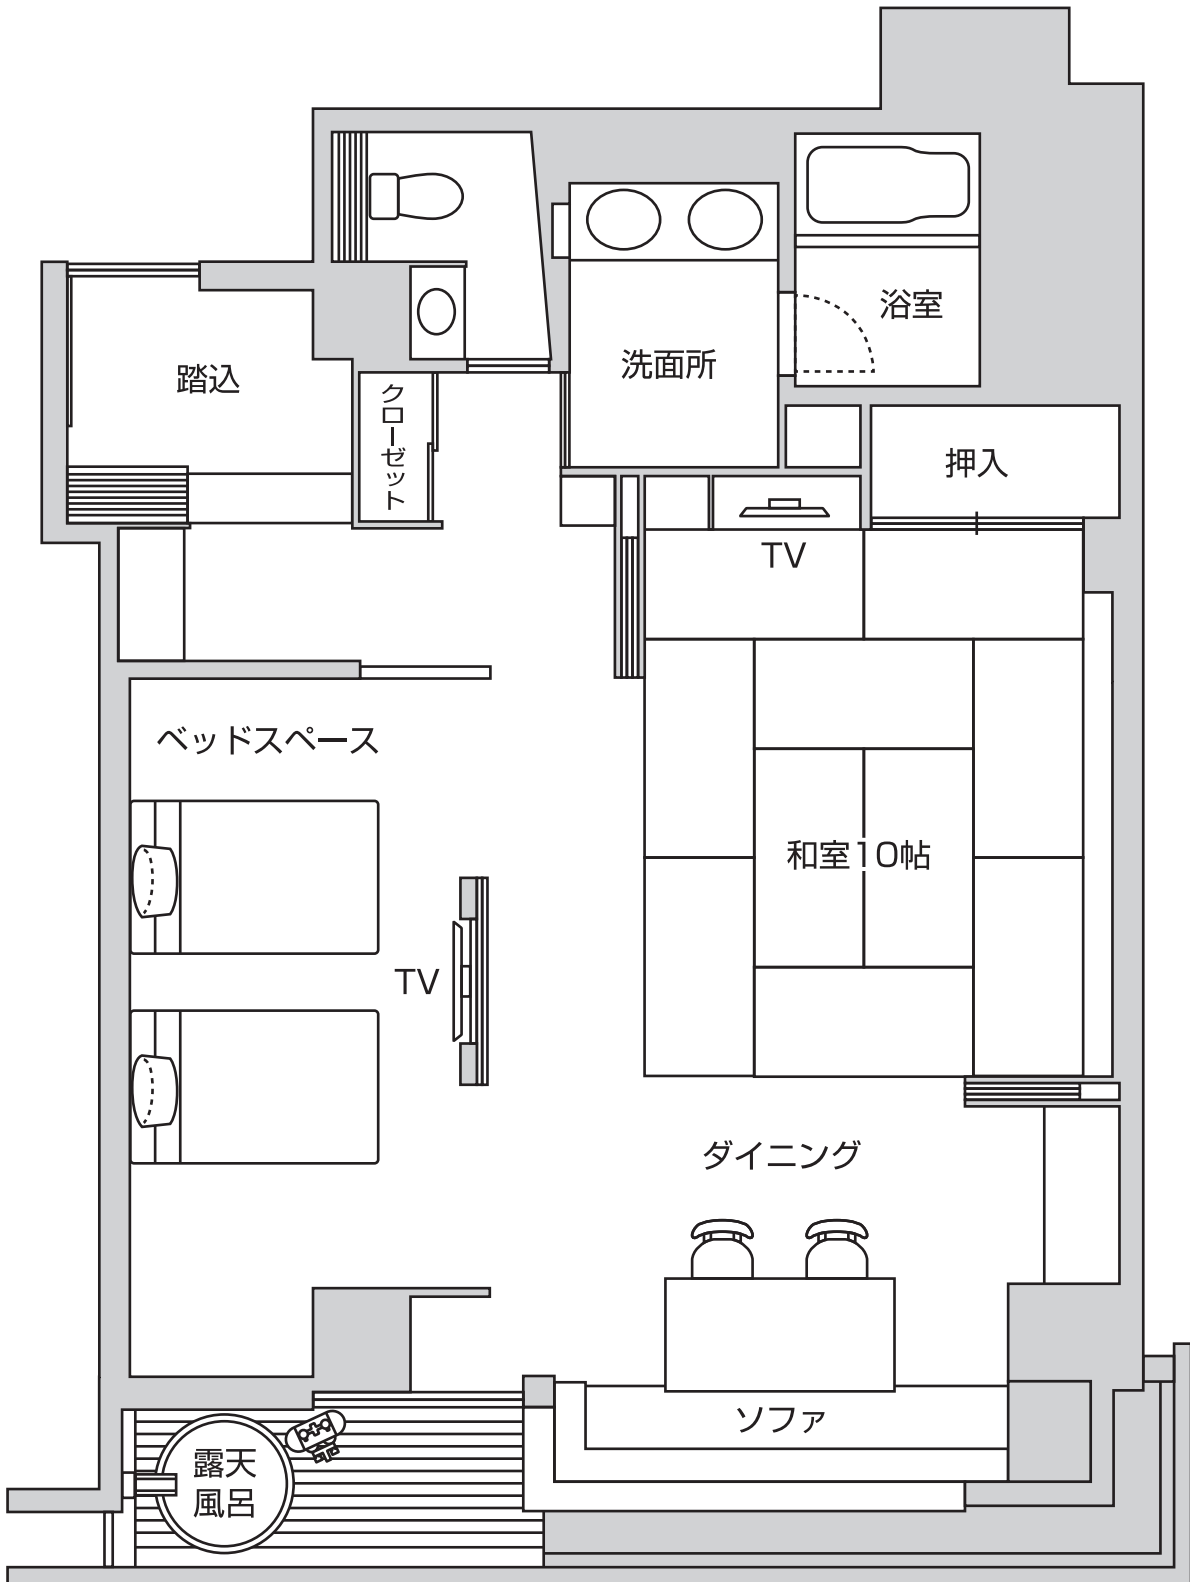 浴室
洗面所
踏込
クローゼット
押入
TV
ベッドスペース
和室10帖
TV
ダイニング
ソファ
露天
風呂